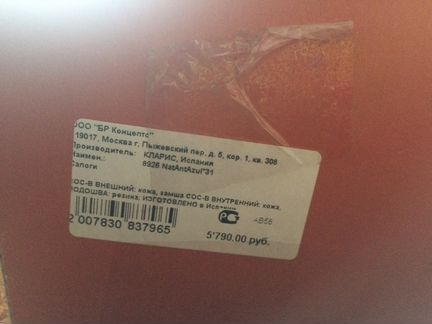 ООО "БР Концептс"
119017, Москва г, Пыжевский пер, д. 5, кор. 1, кв. 308
Производитель: КЛАРИС, Испания
Наимен.: 8926 NatAntAzul*31
Сапоги
СОС-В ВНЕШНИЙ: кожа, замша СОС-В ВНУТРЕННИЙ: кожа,
ПОДОШВА: резина; ИЗГОТОВЛЕНО в Испании
2 007830 837965
5'790.00 руб.